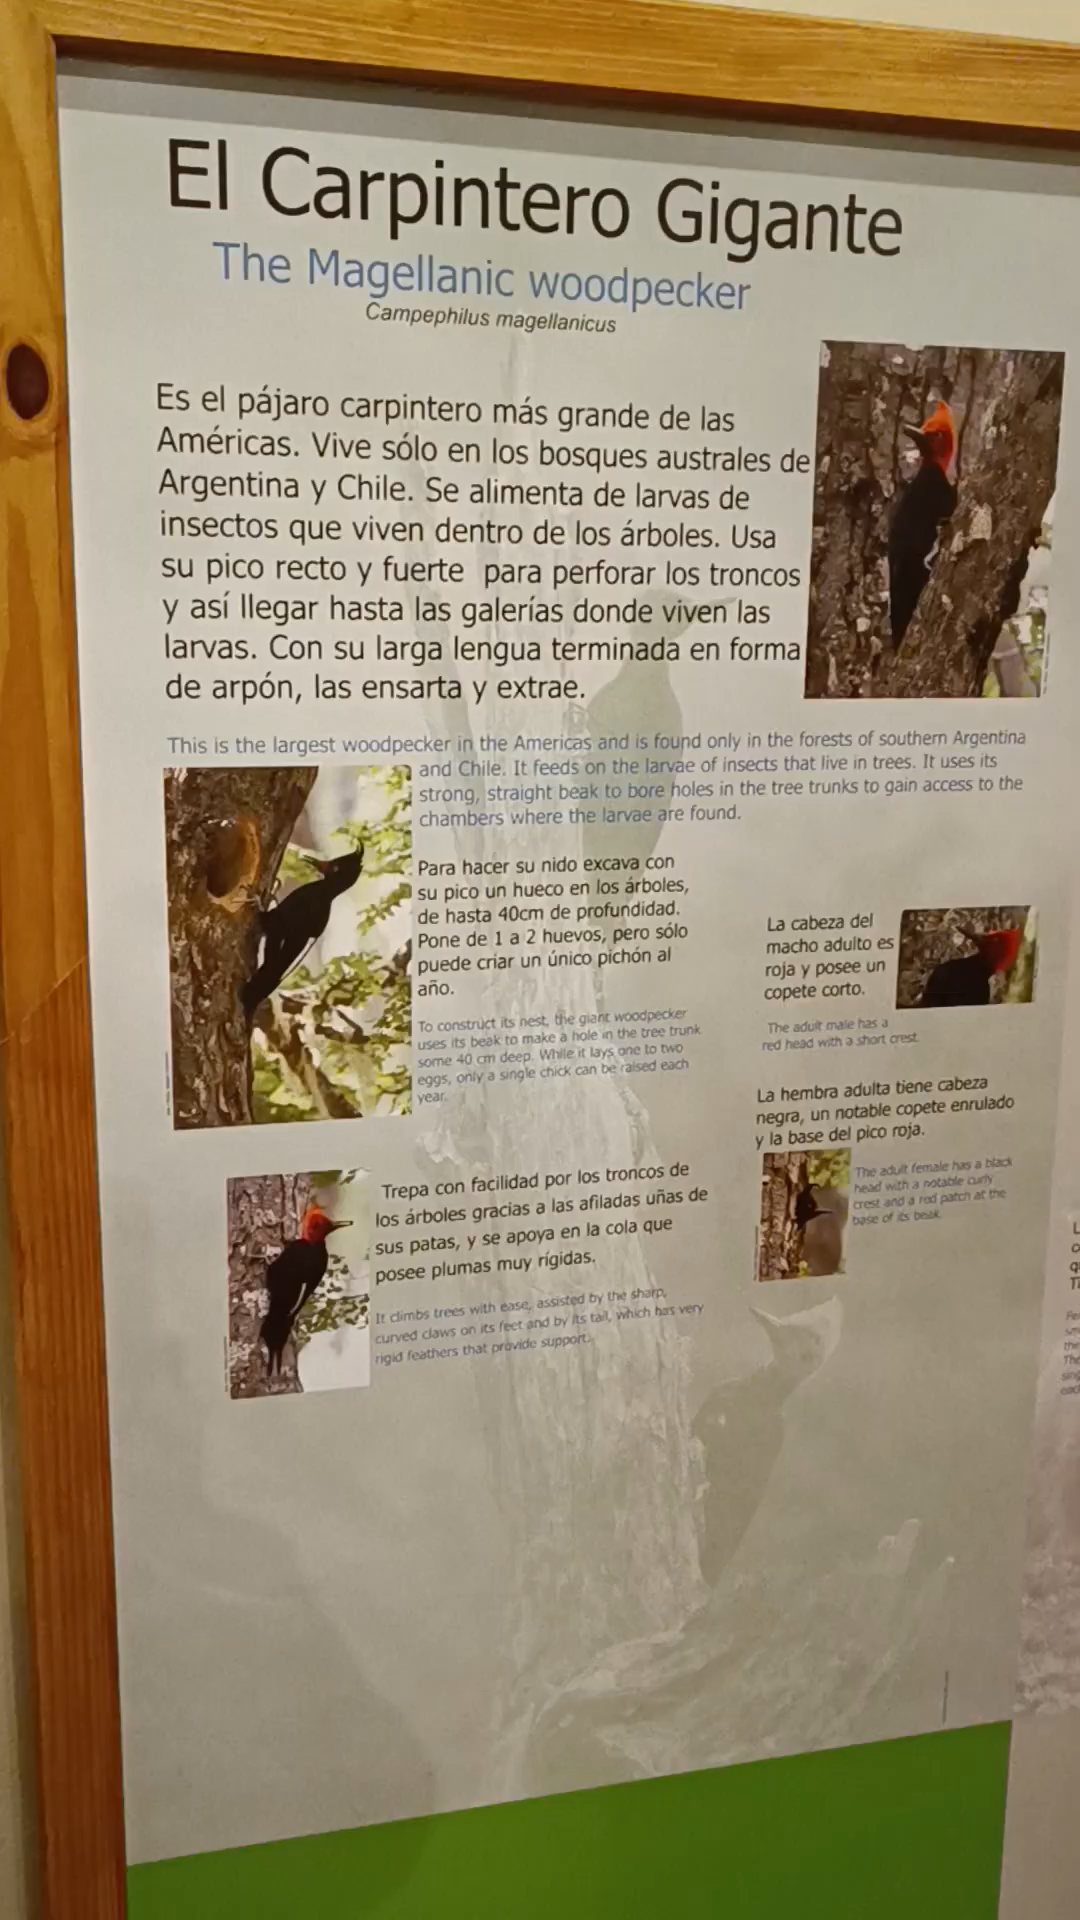 El Carpintero Gigante
The Magellanic woodpecker
Campephilus magellanicus
Es el pájaro carpintero más grande de las
Américas. Vive sólo en los bosques australes de
Argentina y Chile. Se alimenta de larvas de
insectos que viven dentro de los árboles. Usa
su pico recto y fuerte para perforar los troncos
y así llegar hasta las galerías donde viven las
larvas. Con su larga lengua terminada en forma
de arpón, las ensarta y extrae.
This is the largest woodpecker in the Americas and is found only in the forests of southern Argentina
and Chile. It feeds on the larvae of insects that live in trees. It uses its
strong, straight beak to bore holes in the tree trunks to gain access to the
chambers where the larvae are found.
Para hacer su nido excava con
su pico un hueco en los árboles,
de hasta 40cm de profundidad.
Pone de 1 a 2 huevos, pero sólo
puede criar un único pichón al
año.
To construct its nest, the giant woodpecker
uses its beak to make a hole in the tree trunk
some 40 cm deep. While it lays one to two
eggs, only a single chick can be raised each
year.
La cabeza del
macho adulto es
roja y posee un
copete corto.
The adult male has a
red head with a short crest.
La hembra adulta tiene cabeza
negra, un notable copete enrulado
y la base del pico roja.
The adult female has a black
head with a notable curly
crest and a red patch at the
base of its beak.
Trepa con facilidad por los troncos de
los árboles gracias a las afiladas uñas de
sus patas, y se apoya en la cola que
posee plumas muy rígidas.
It climbs trees with ease, assisted by the sharp,
curved claws on its feet and by its tail, which has very
rigid feathers that provide support.